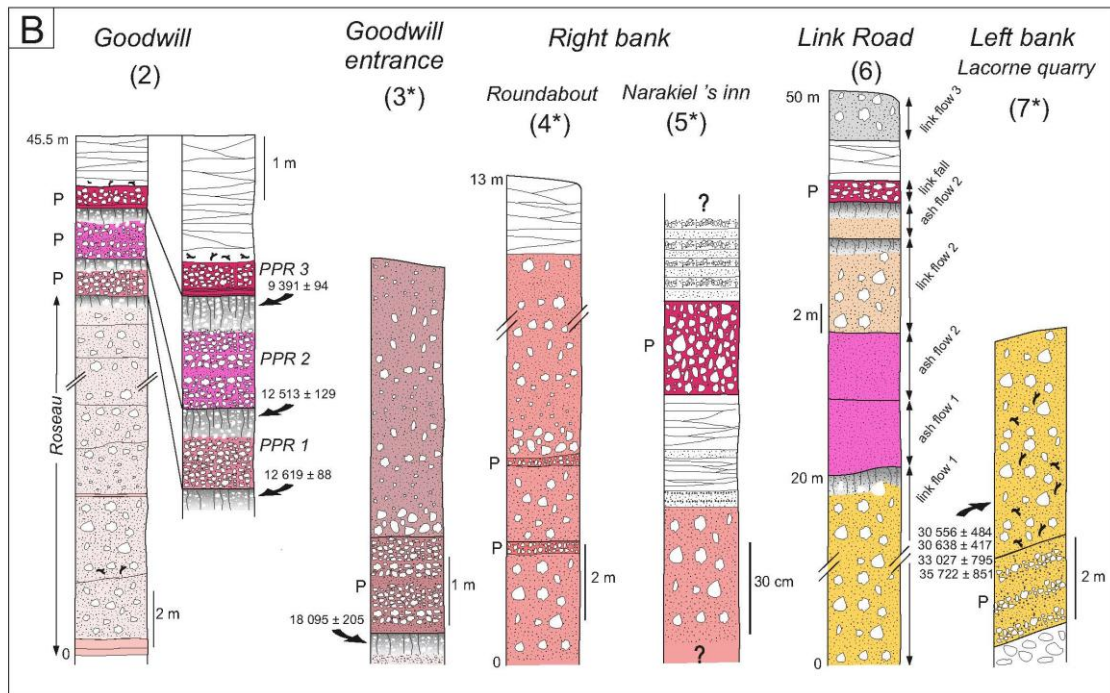 B
Goodwill
(2)
Goodwill
entrance
(3*)
Right bank
Roundabout
(4*)
Narakiel 's inn
(5*)
Link Road
(6)
Left bank
Lacorne quarry
(7*)
45.5 m
1 m
P
P
P
PPR 3
9 391 ± 94
PPR 2
12 513 ± 129
PPR 1
12 619 ± 88
Roseau
2 m
0
P
1 m
18 095 ± 205
13 m
P
P
2 m
0
?
P
30 cm
?
50 m
link flow 3
link fall
P
ash flow 2
link flow 2
2 m
ash flow 2
ash flow 1
20 m
link flow 1
0
30 556 ± 484
30 638 ± 417
33 027 ± 795
35 722 ± 851
P
2 m